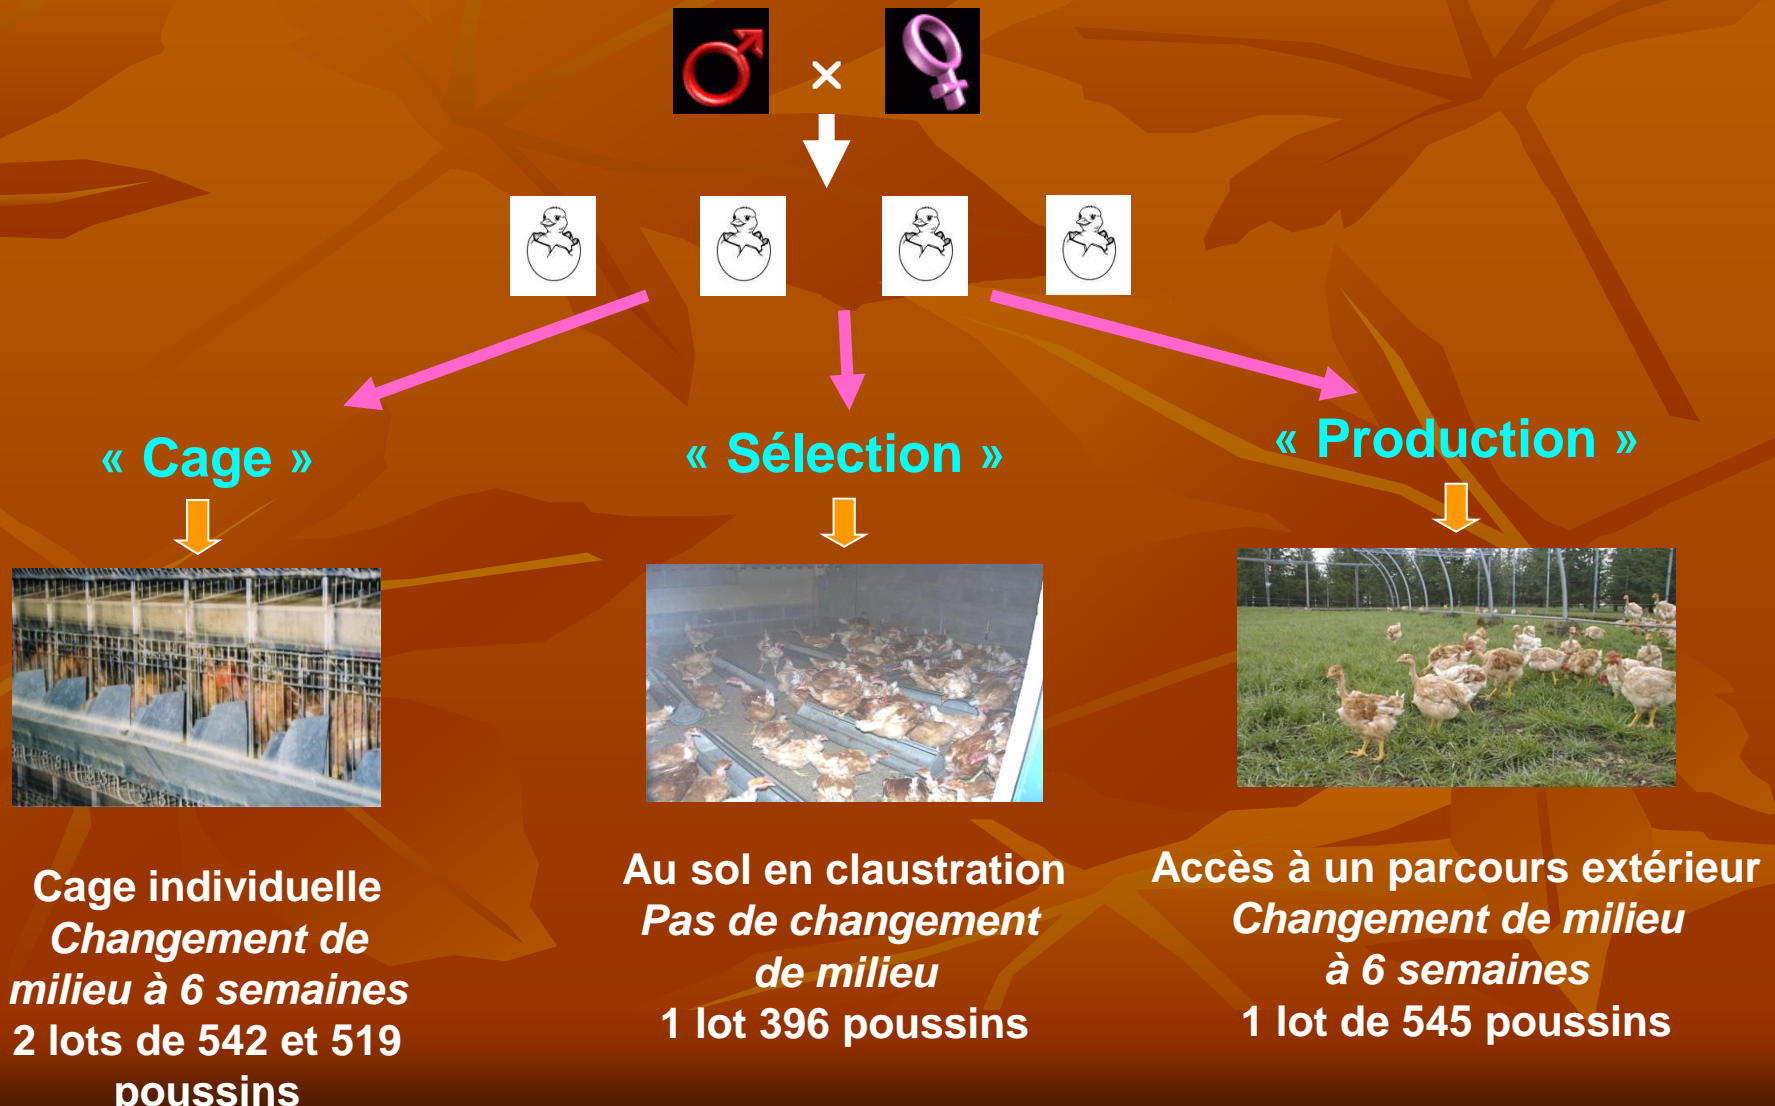 ×
« Cage »
« Sélection »
« Production »
Cage individuelle
Changement de
milieu à 6 semaines
2 lots de 542 et 519
poussins
Au sol en claustration
Pas de changement
de milieu
1 lot 396 poussins
Accès à un parcours extérieur
Changement de milieu
à 6 semaines
1 lot de 545 poussins